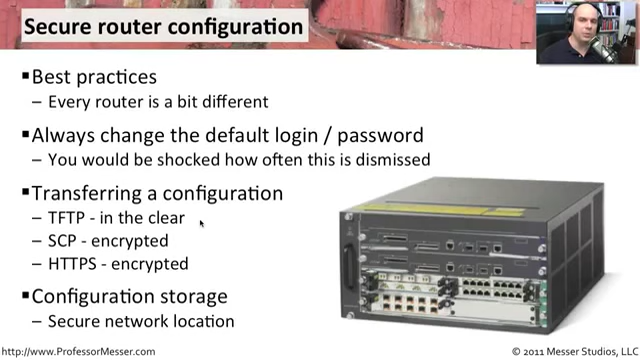 Secure router configuration
▪Best practices
– Every router is a bit different
▪Always change the default login / password
– You would be shocked how often this is dismissed
▪Transferring a configuration
– TFTP - in the clear
– SCP - encrypted
– HTTPS - encrypted
▪Configuration storage
– Secure network location
http://www.ProfessorMesser.com
© 2011 Messer Studios, LLC